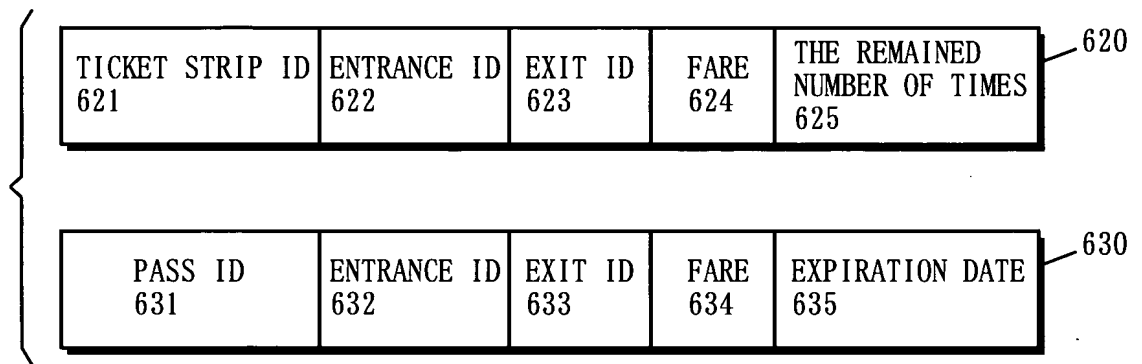 TICKET STRIP ID
621
ENTRANCE ID
622
EXIT ID
623
FARE
624
THE REMAINED
NUMBER OF TIMES
625
620
PASS ID
631
ENTRANCE ID
632
EXIT ID
633
FARE
634
EXPIRATION DATE
635
630